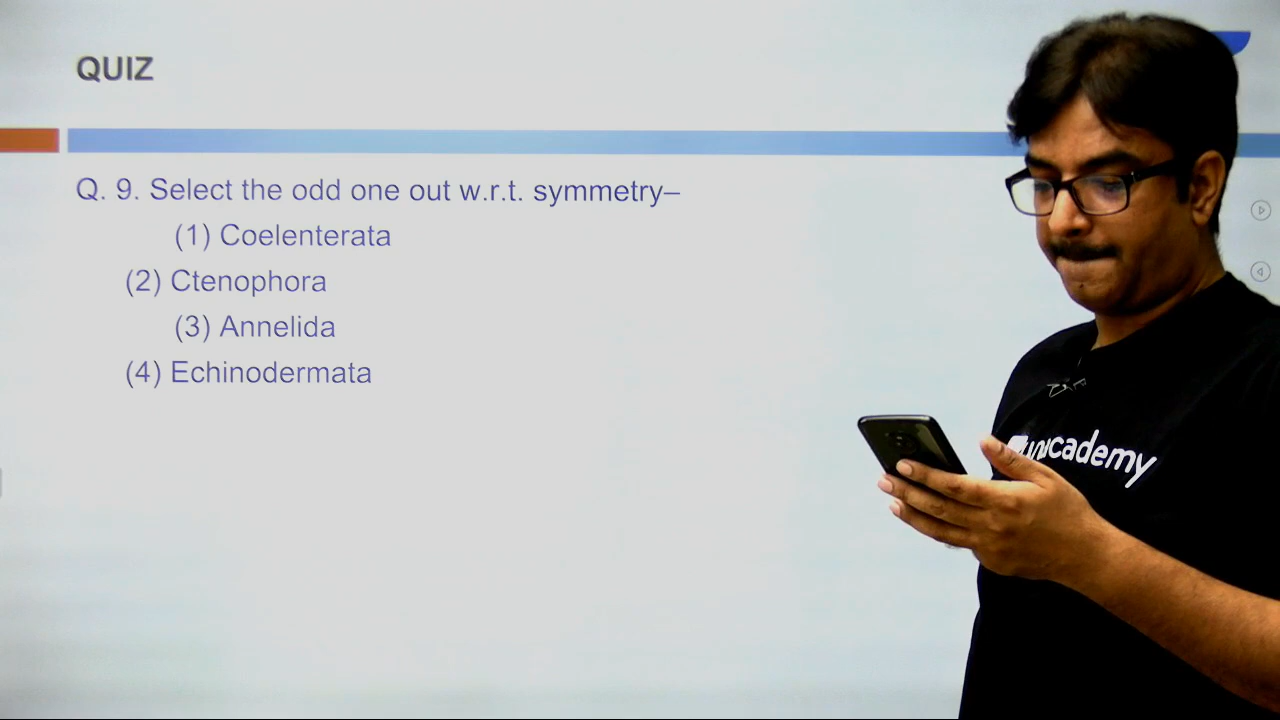 QUIZ
Q. 9. Select the odd one out w.r.t. symmetry–
(1) Coelenterata
(2) Ctenophora
(3) Annelida
(4) Echinodermata
unacademy